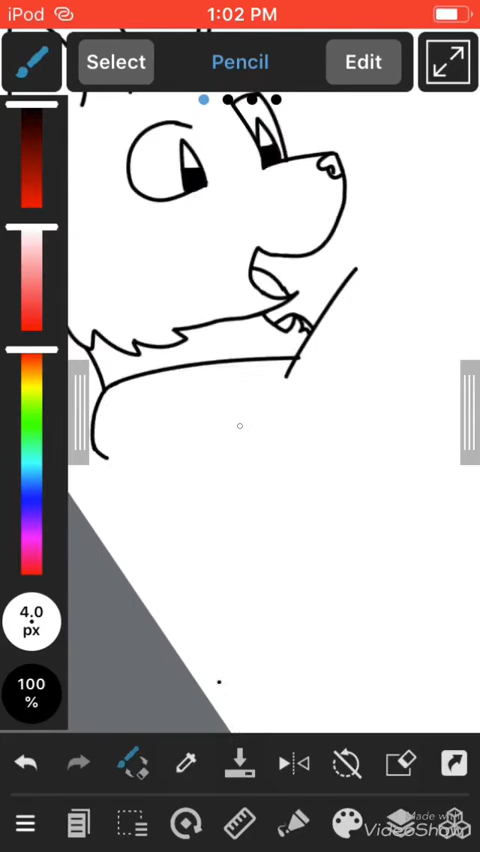 iPod 1:02 PM
Select Pencil Edit
4.0
px
100
%
Made with
VideoShow